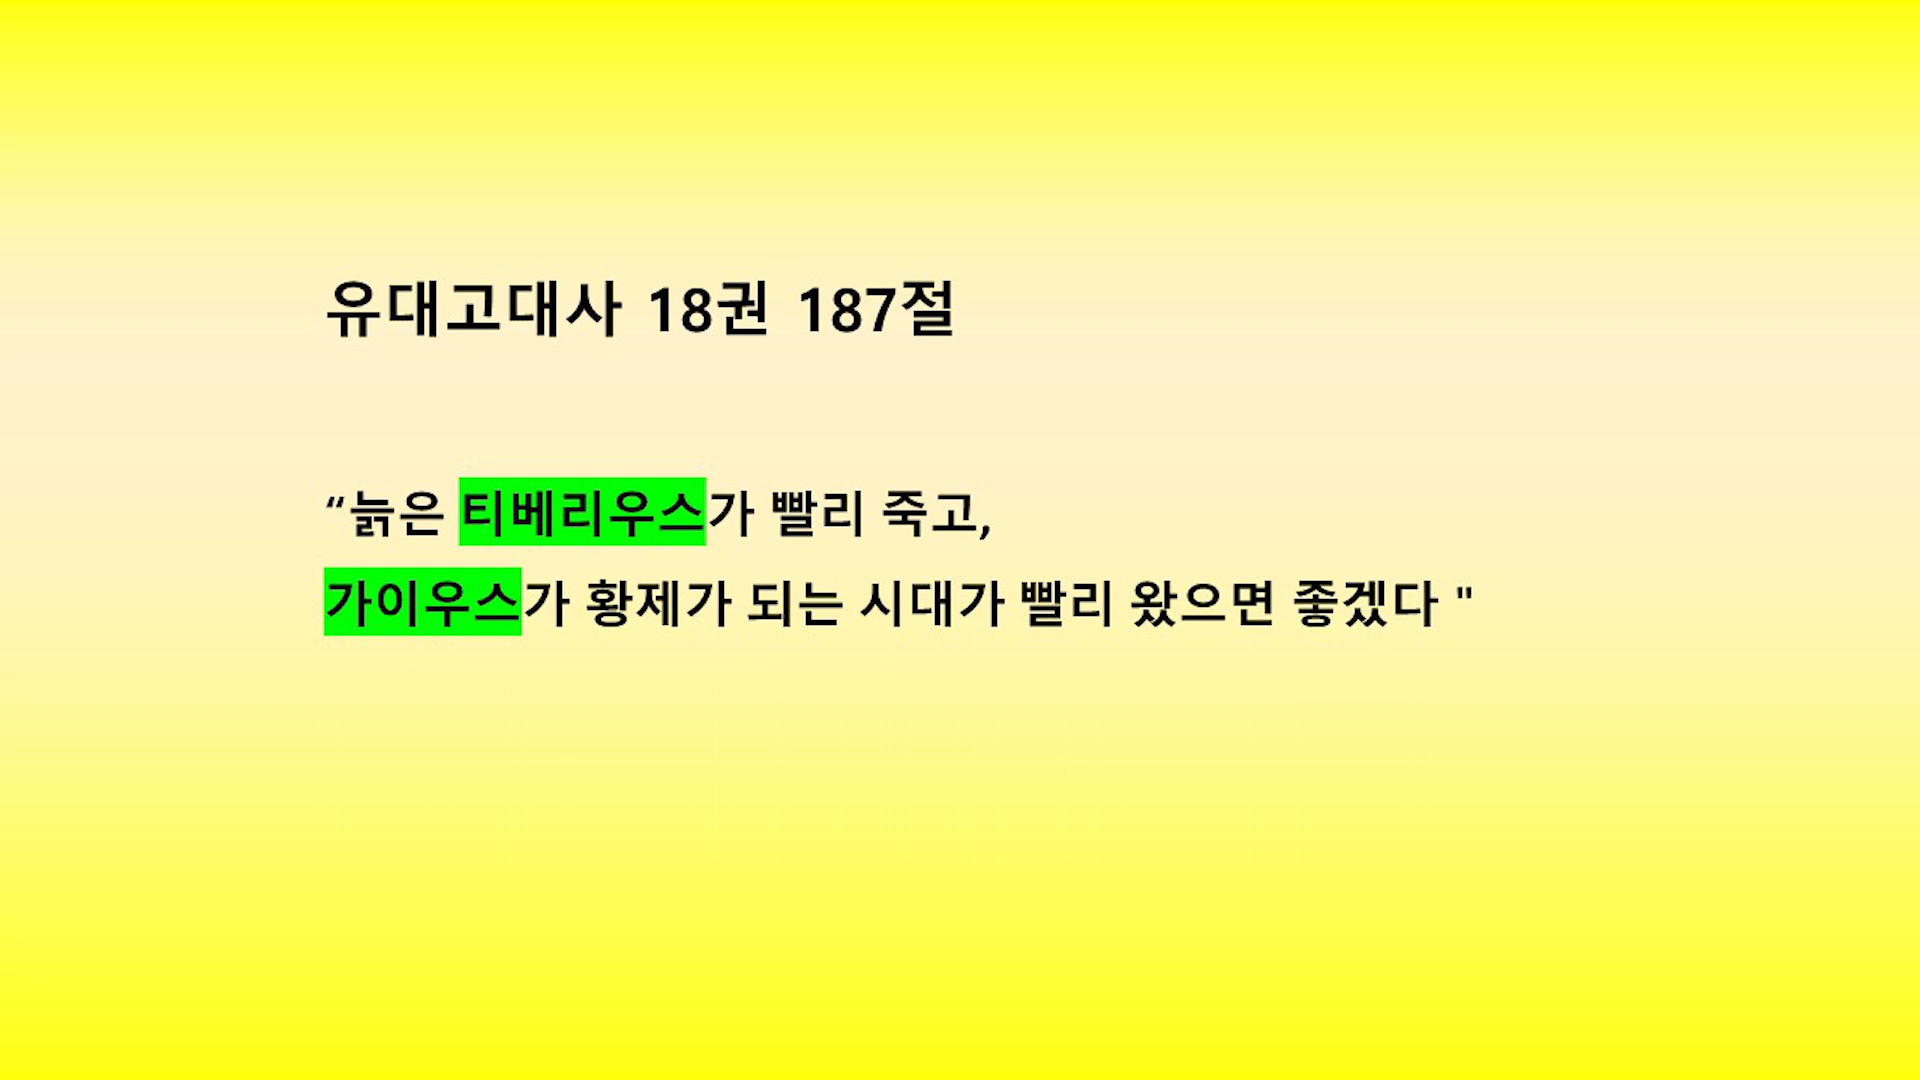 유대고대사 18권 187절
“늙은 티베리우스가 빨리 죽고,
가이우스가 황제가 되는 시대가 빨리 왔으면 좋겠다 "